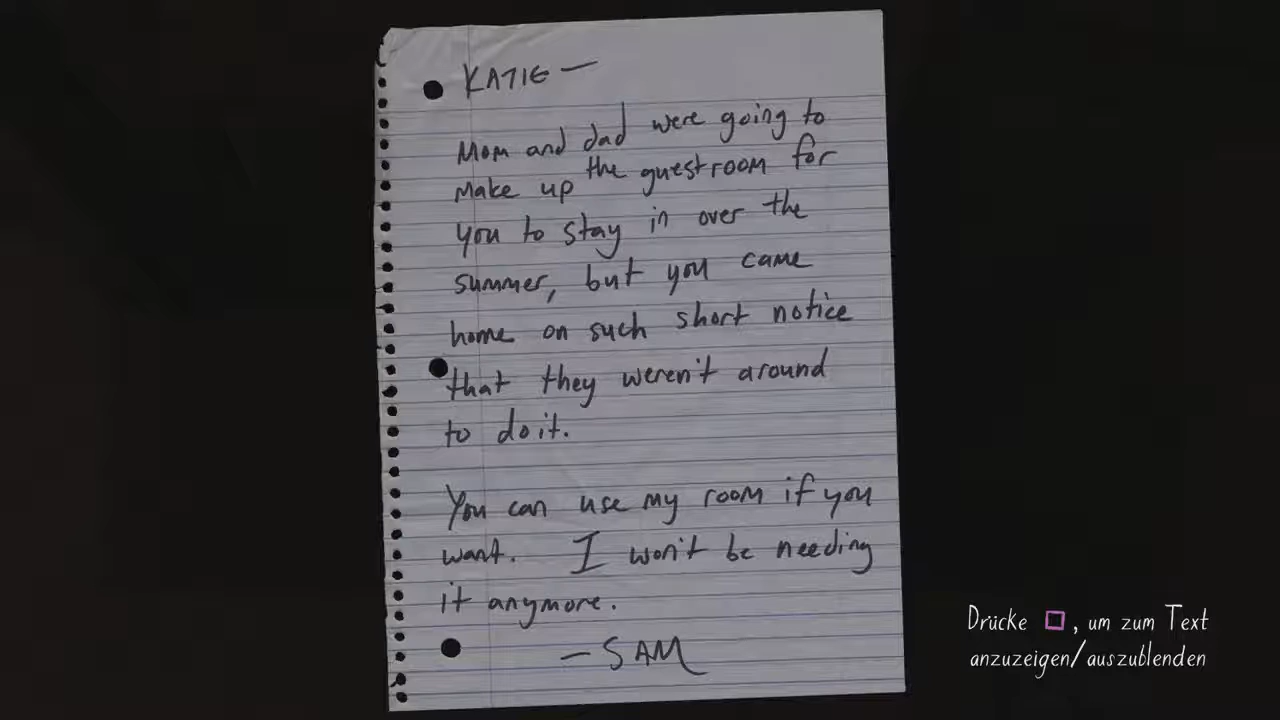 KATIE —
Mom and dad were going to
make up the guestroom for
you to stay in over the
summer, but you came
home on such short notice
that they weren't around
to do it.
You can use my room if you
want. I won't be needing
it anymore.
— SAM
Drücke □, um zum Text
anzuzeigen/auszublenden